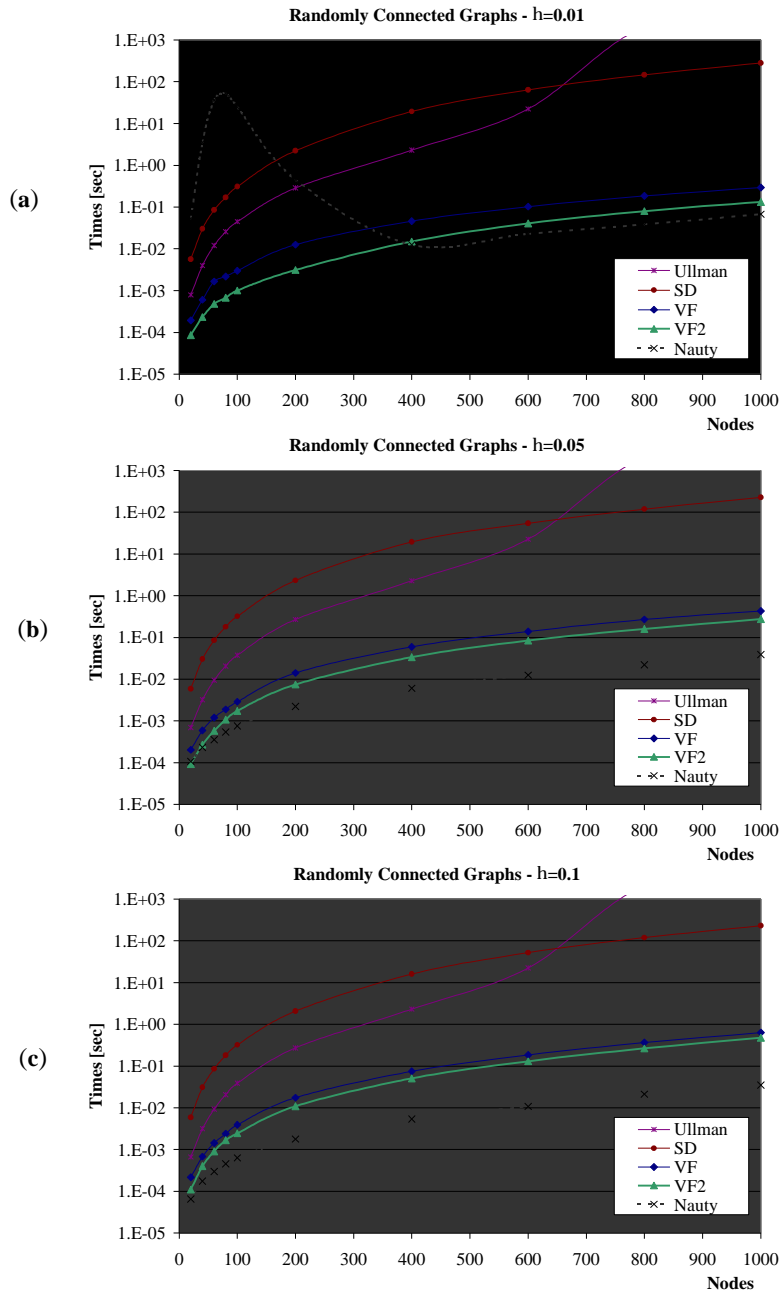 Randomly Connected Graphs - h=0.01
(a)
Times [sec]
1.E+03
1.E+02
1.E+01
1.E+00
1.E-01
1.E-02
1.E-03
1.E-04
1.E-05
Ullman
SD
VF
VF2
Nauty
0 100 200 300 400 500 600 700 800 900 1000
Nodes
Randomly Connected Graphs - h=0.05
(b)
Times [sec]
1.E+03
1.E+02
1.E+01
1.E+00
1.E-01
1.E-02
1.E-03
1.E-04
1.E-05
Ullman
SD
VF
VF2
Nauty
0 100 200 300 400 500 600 700 800 900 1000
Nodes
Randomly Connected Graphs - h=0.1
(c)
Times [sec]
1.E+03
1.E+02
1.E+01
1.E+00
1.E-01
1.E-02
1.E-03
1.E-04
1.E-05
Ullman
SD
VF
VF2
Nauty
0 100 200 300 400 500 600 700 800 900 1000
Nodes